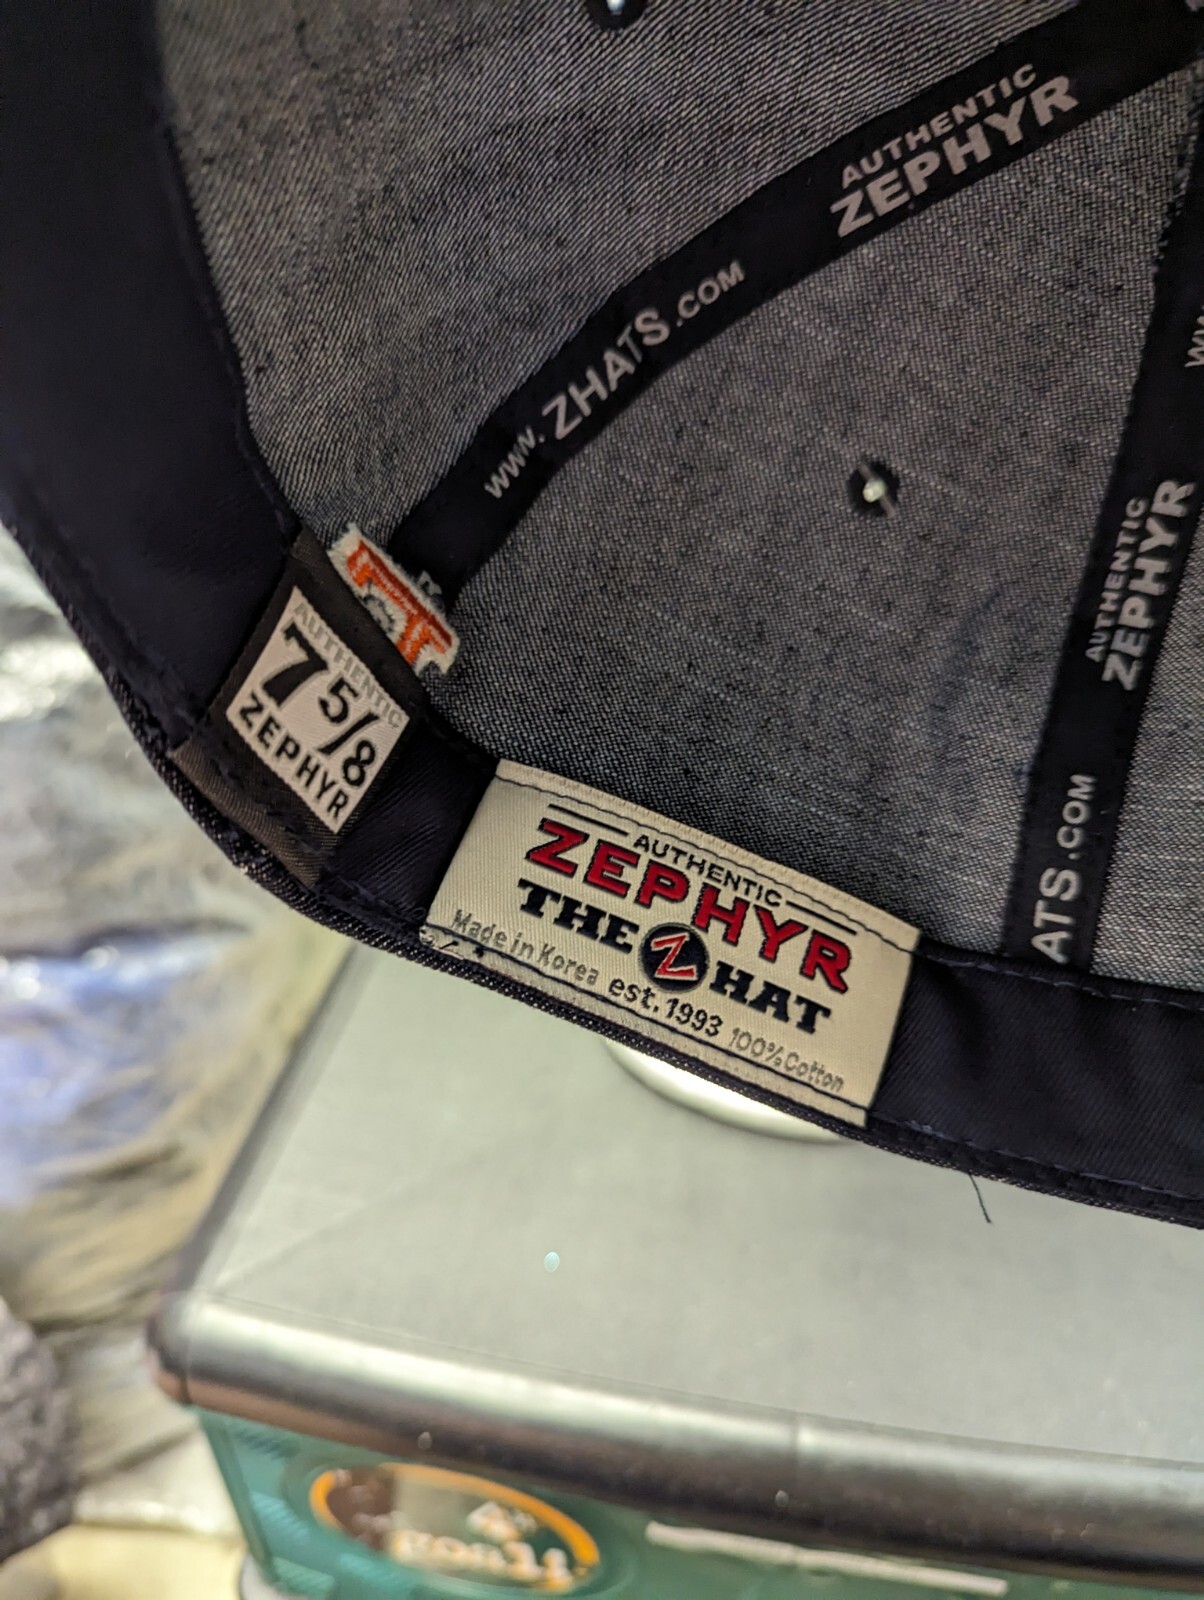 AUTHENTIC
ZEPHYR
www.ZHATS.COM
AUTHENTIC
7 5/8
ZEPHYR
AUTHENTIC
ZEPHYR
THE Z HAT
Made in Korea est. 1993 100% Cotton
AUTHENTIC
ZEPHYR
ATS.COM